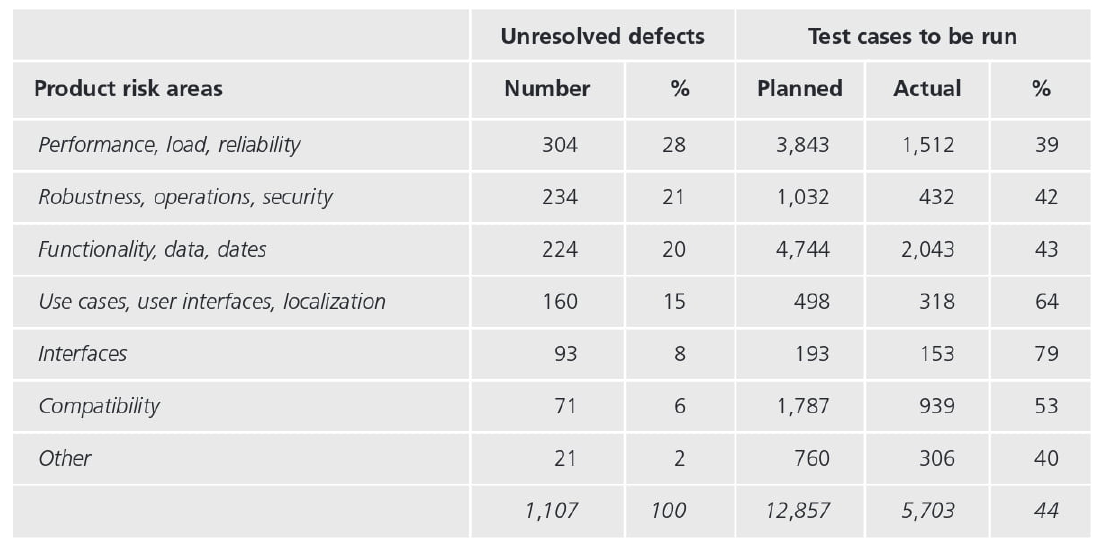 Unresolved defects Test cases to be run
Product risk areas Number % Planned Actual %
Performance, load, reliability 304 28 3,843 1,512 39
Robustness, operations, security 234 21 1,032 432 42
Functionality, data, dates 224 20 4,744 2,043 43
Use cases, user interfaces, localization 160 15 498 318 64
Interfaces 93 8 193 153 79
Compatibility 71 6 1,787 939 53
Other 21 2 760 306 40
1,107 100 12,857 5,703 44